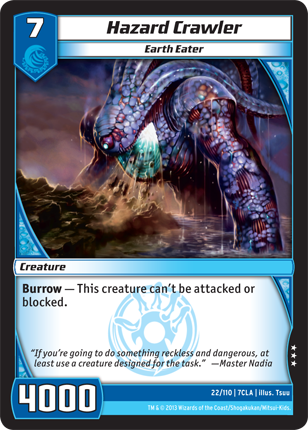 7
Hazard Crawler
Earth Eater
Creature
Burrow — This creature can't be attacked or
blocked.
"If you're going to do something reckless and dangerous, at
least use a creature designed for the task." —Master Nadia
4000
22/110 | 7CLA | illus. Tsuu
TM & © 2013 Wizards of the Coast/Shogakukan/Mitsui-Kids